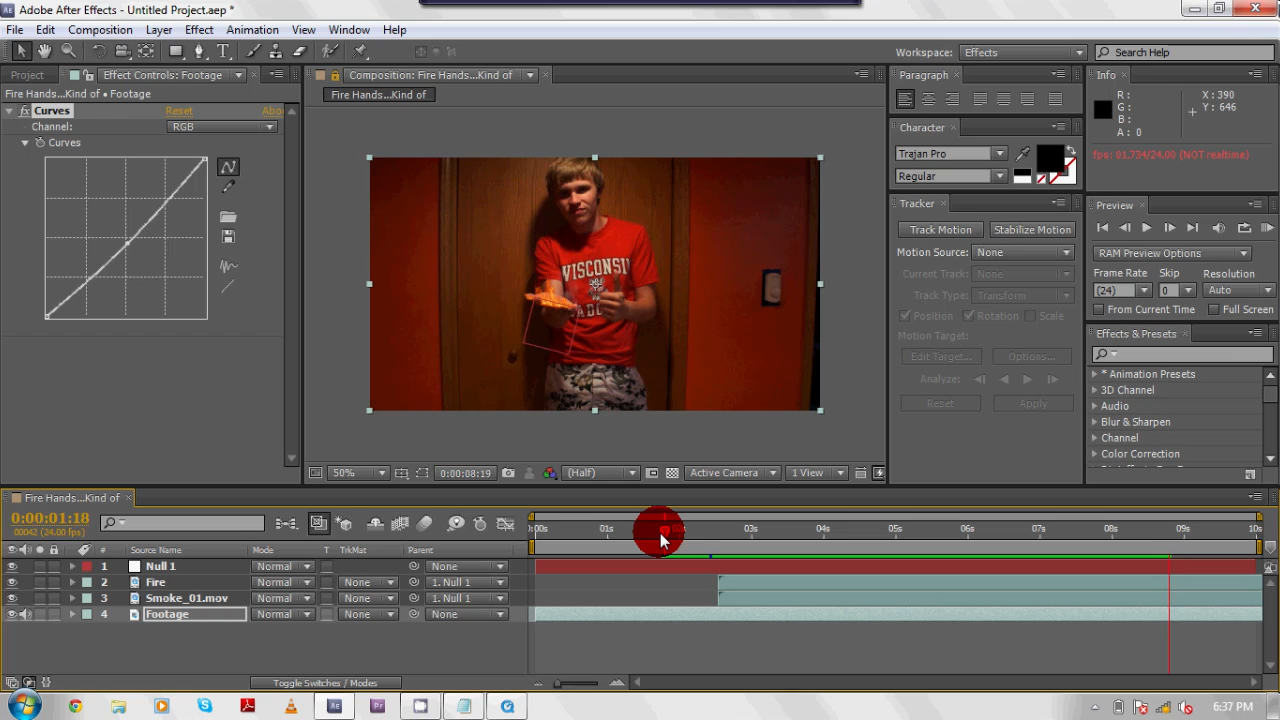 Adobe After Effects - Untitled Project.aep *
File Edit Composition Layer Effect Animation View Window Help
Workspace: Effects Search Help
Project Effect Controls: Footage
Fire Hands...Kind of • Footage
fx Curves Reset Abo
Channel: RGB
Curves
Composition: Fire Hands...Kind of
Fire Hands...Kind of
WISCONSIN
50% 0:00:08:19 (Half) Active Camera 1 View
Paragraph
Character
Trajan Pro
Regular
Tracker
Track Motion Stabilize Motion
Motion Source: None
Current Track: None
Track Type: Transform
Position Rotation Scale
Motion Target:
Edit Target... Options...
Analyze:
Reset Apply
Info
R : X : 390
G : Y : 646
B :
A : 0
fps: 01.734/24.00 (NOT realtime)
Preview
RAM Preview Options
Frame Rate Skip Resolution
(24) 0 Auto
From Current Time Full Screen
Effects & Presets
* Animation Presets
3D Channel
Audio
Blur & Sharpen
Channel
Color Correction
Fire Hands...Kind of
0:00:01:18
00042 (24.00 fps)
:00s 01s 03s 04s 05s 06s 07s 08s 09s 10s
# Source Name Mode T TrkMat Parent
1 Null 1 Normal None
2 Fire Normal None 1. Null 1
3 Smoke_01.mov Normal None 1. Null 1
4 Footage Normal None None
Toggle Switches / Modes
Ae Pr
6:37 PM